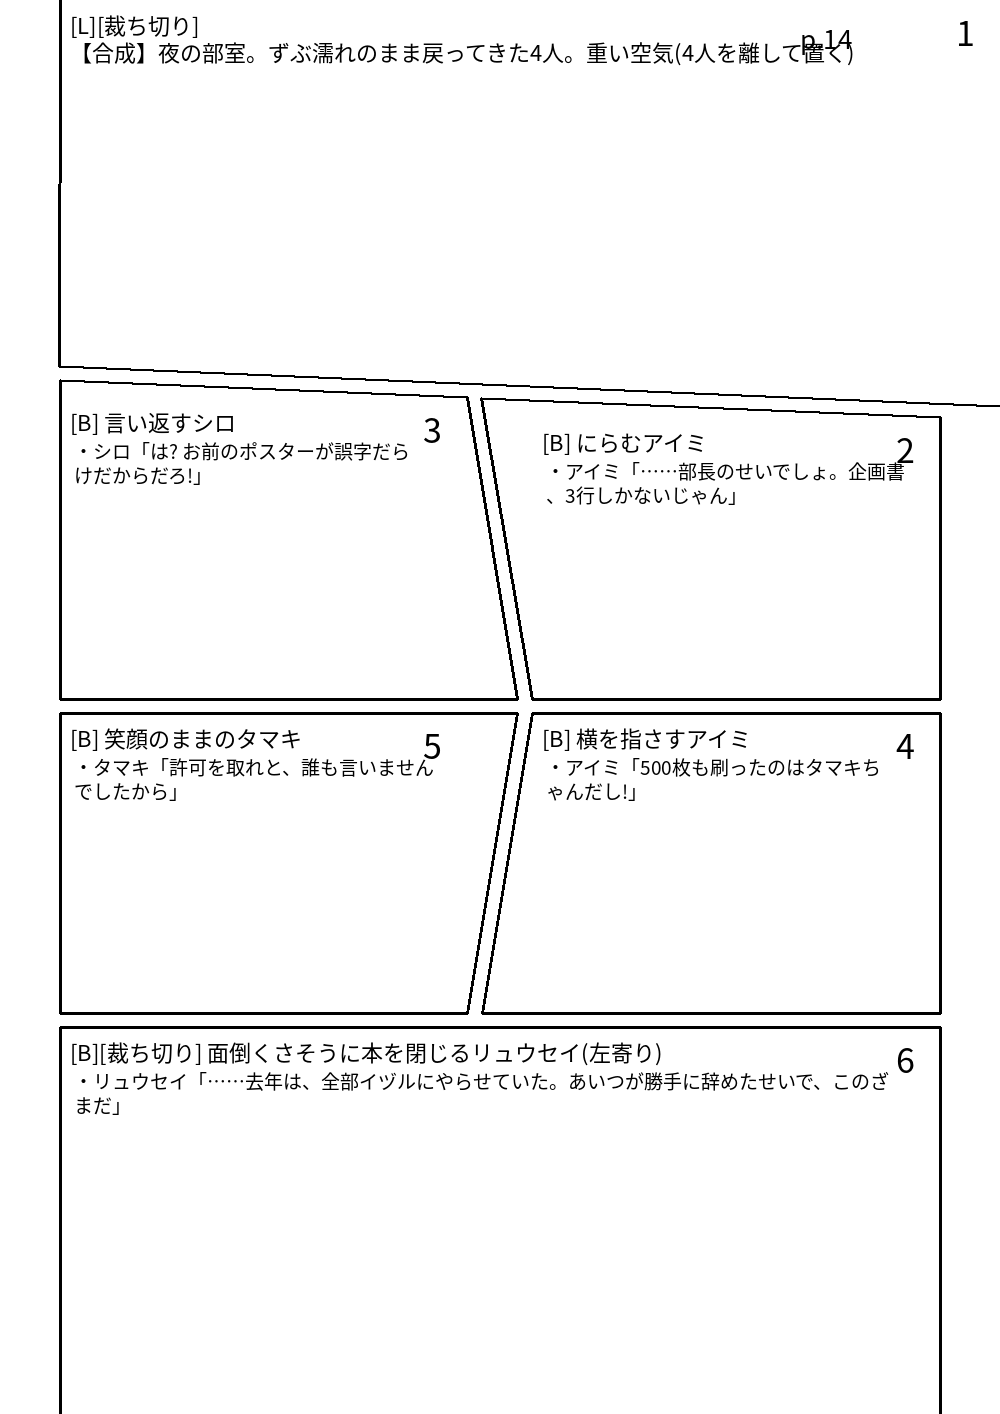 [L][裁ち切り]
【合成】夜の部室。ずぶ濡れのまま戻ってきた4人。重い空気(4人を離して置く)
p.14
1
[B] にらむアイミ
2
・アイミ「……部長のせいでしょ。企画書
、3行しかないじゃん」
[B] 言い返すシロ
3
・シロ「は? お前のポスターが誤字だら
けだからだろ!」
[B] 横を指さすアイミ
4
・アイミ「500枚も刷ったのはタマキち
ゃんだし!」
[B] 笑顔のままのタマキ
5
・タマキ「許可を取れと、誰も言いません
でしたから」
[B][裁ち切り] 面倒くさそうに本を閉じるリュウセイ(左寄り)
6
・リュウセイ「……去年は、全部イヅルにやらせていた。あいつが勝手に辞めたせいで、このざ
まだ」